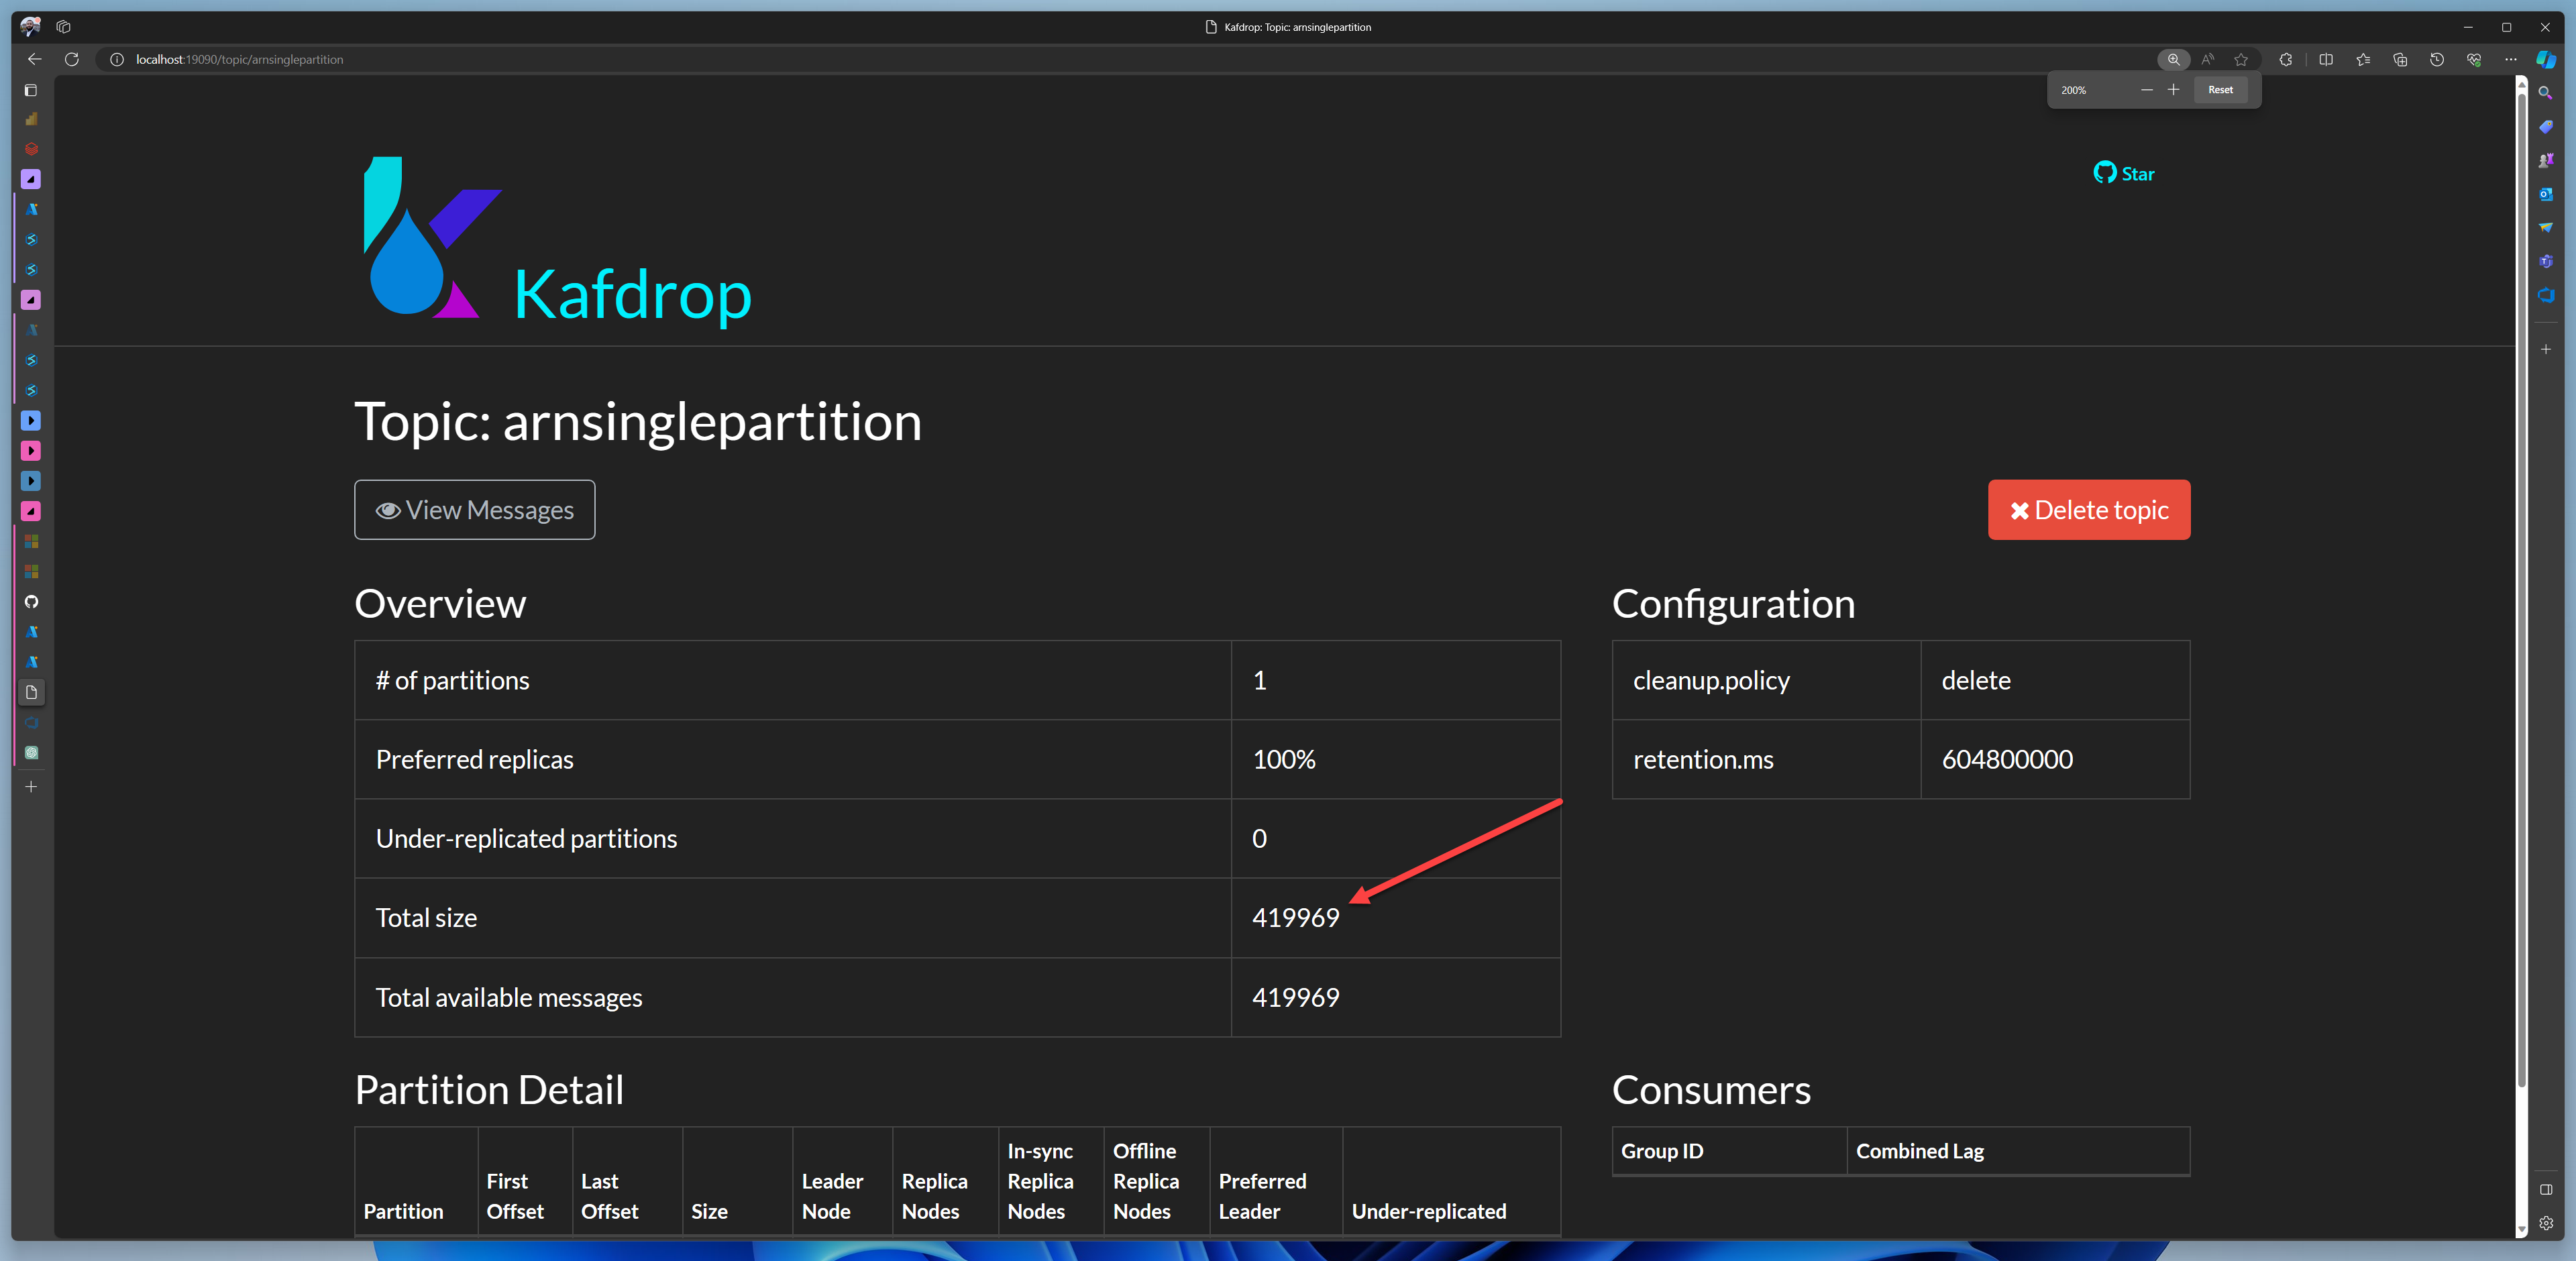 Kafdrop: Topic: arnsinglepartition
localhost:19090/topic/arnsinglepartition
200%
Reset
Star
Kafdrop
Topic: arnsinglepartition
View Messages
Delete topic
Overview
# of partitions 1
Preferred replicas 100%
Under-replicated partitions 0
Total size 419969
Total available messages 419969
Configuration
cleanup.policy delete
retention.ms 604800000
Partition Detail
Partition First Offset Last Offset Size Leader Node Replica Nodes In-sync Replica Nodes Offline Replica Nodes Preferred Leader Under-replicated
Consumers
Group ID Combined Lag